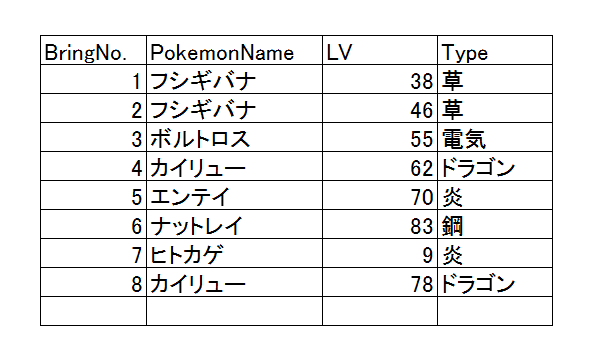 BringNo. PokemonName LV Type
1 フシギバナ 38 草
2 フシギバナ 46 草
3 ボルトロス 55 電気
4 カイリュー 62 ドラゴン
5 エンテイ 70 炎
6 ナットレイ 83 鋼
7 ヒトカゲ 9 炎
8 カイリュー 78 ドラゴン